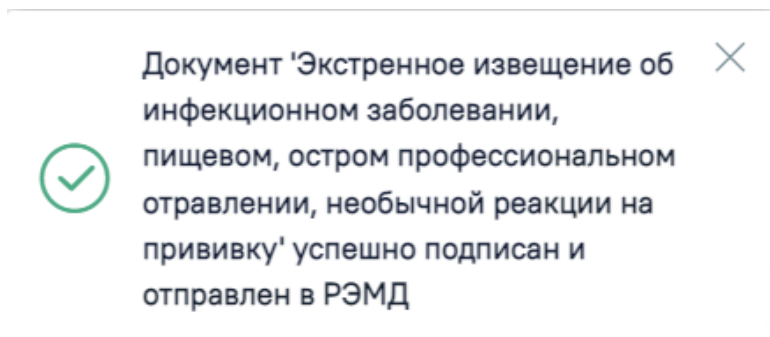 Документ 'Экстренное извещение об
инфекционном заболевании,
пищевом, остром профессиональном
отравлении, необычной реакции на
прививку' успешно подписан и
отправлен в РЭМД